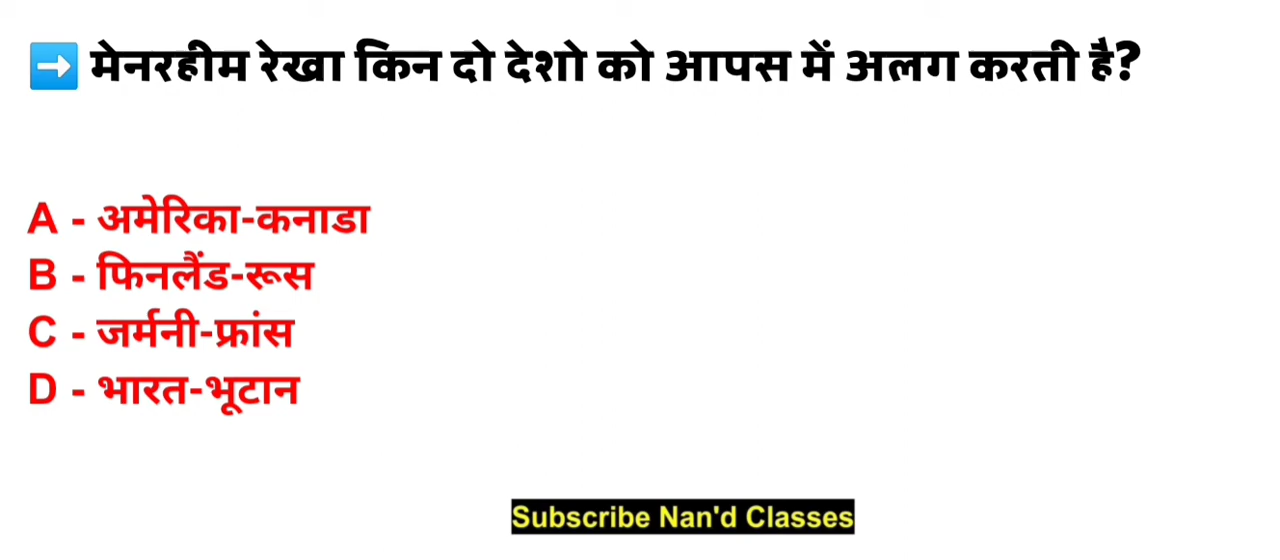 ➡️ मेनरहीम रेखा किन दो देशो को आपस में अलग करती है?
A - अमेरिका-कनाडा
B - फिनलैंड-रूस
C - जर्मनी-फ्रांस
D - भारत-भूटान
Subscribe Nan'd Classes